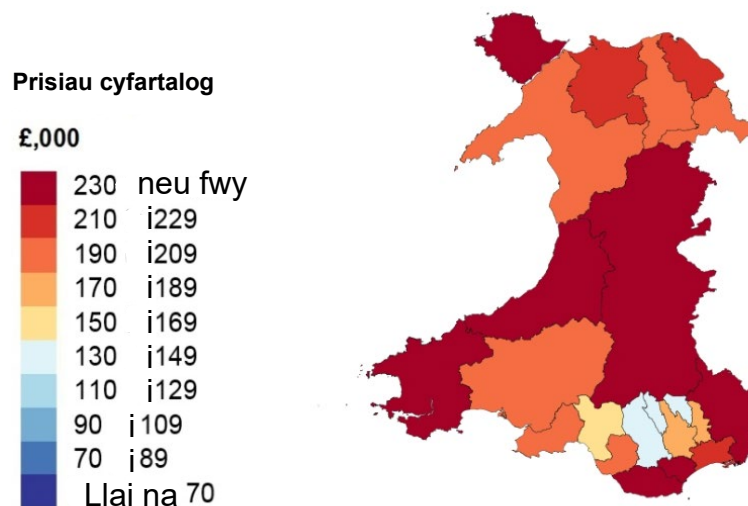 Prisiau cyfartalog
£,000
230 neu fwy
210 i229
190 i209
170 i189
150 i169
130 i149
110 i129
90 i 109
70 i 89
Llai na 70